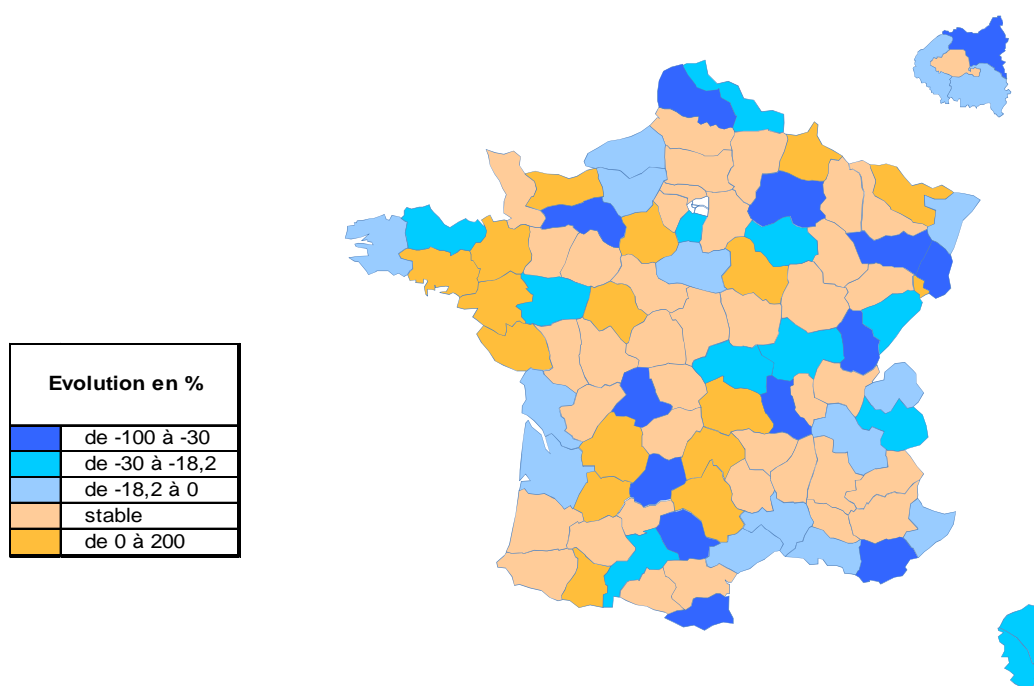 Evolution en %
de -100 à -30
de -30 à -18,2
de -18,2 à 0
stable
de 0 à 200